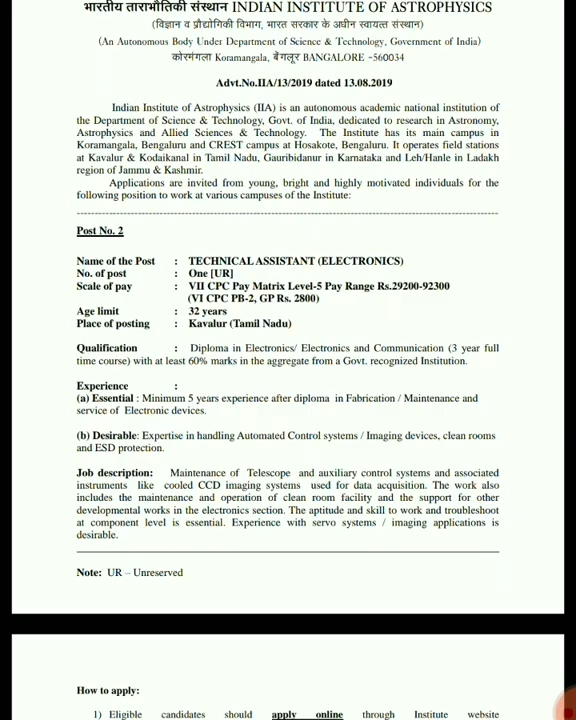 भारतीय ताराभौतिकी संस्थान INDIAN INSTITUTE OF ASTROPHYSICS
(विज्ञान व प्रौद्योगिकी विभाग, भारत सरकार के अधीन स्वायत्त संस्थान)
(An Autonomous Body Under Department of Science & Technology, Government of India)
कोरमंगला Koramangala, बेंगलूर BANGALORE -560034
Advt.No.IIA/13/2019 dated 13.08.2019
Indian Institute of Astrophysics (IIA) is an autonomous academic national institution of
the Department of Science & Technology, Govt. of India, dedicated to research in Astronomy,
Astrophysics and Allied Sciences & Technology. The Institute has its main campus in
Koramangala, Bengaluru and CREST campus at Hosakote, Bengaluru. It operates field stations
at Kavalur & Kodaikanal in Tamil Nadu, Gauribidanur in Karnataka and Leh/Hanle in Ladakh
region of Jammu & Kashmir.
Applications are invited from young, bright and highly motivated individuals for the
following position to work at various campuses of the Institute:
Post No. 2
Name of the Post : TECHNICAL ASSISTANT (ELECTRONICS)
No. of post : One [UR]
Scale of pay : VII CPC Pay Matrix Level-5 Pay Range Rs.29200-92300
(VI CPC PB-2, GP Rs. 2800)
Age limit : 32 years
Place of posting : Kavalur (Tamil Nadu)
Qualification : Diploma in Electronics/ Electronics and Communication (3 year full
time course) with at least 60% marks in the aggregate from a Govt. recognized Institution.
Experience :
(a) Essential : Minimum 5 years experience after diploma in Fabrication / Maintenance and
service of Electronic devices.
(b) Desirable: Expertise in handling Automated Control systems / Imaging devices, clean rooms
and ESD protection.
Job description: Maintenance of Telescope and auxiliary control systems and associated
instruments like cooled CCD imaging systems used for data acquisition. The work also
includes the maintenance and operation of clean room facility and the support for other
developmental works in the electronics section. The aptitude and skill to work and troubleshoot
at component level is essential. Experience with servo systems / imaging applications is
desirable.
Note: UR – Unreserved
How to apply:
1) Eligible candidates should apply online through Institute website